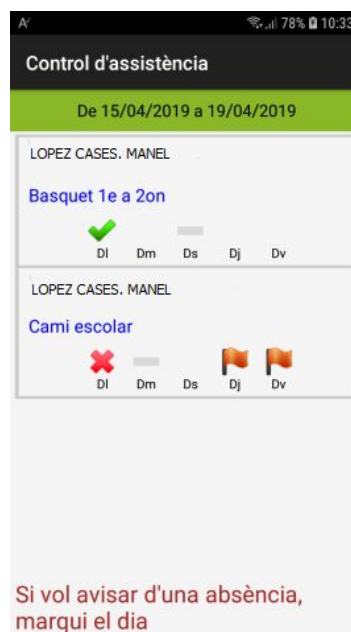 78% 10:33
Control d'assistència
De 15/04/2019 a 19/04/2019
LOPEZ CASES. MANEL
Basquet 1e a 2on
Dl Dm Ds Dj Dv
LOPEZ CASES. MANEL
Cami escolar
Dl Dm Ds Dj Dv
Si vol avisar d'una absència,
marqui el dia